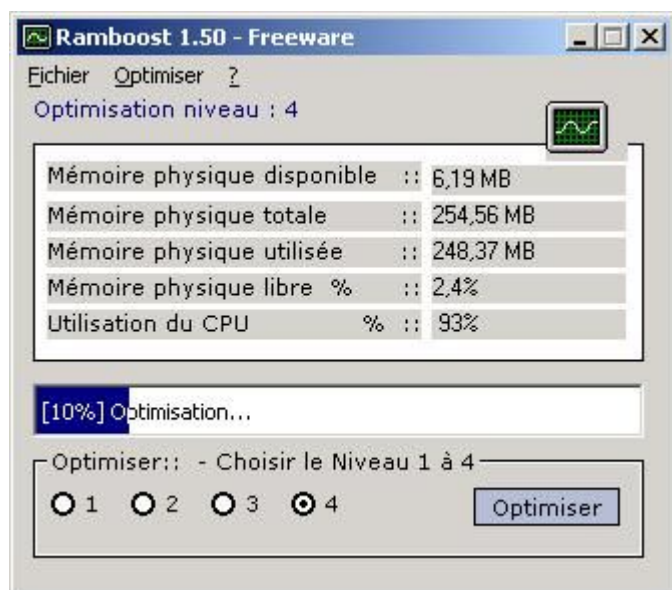 Ramboost 1.50 - Freeware
Fichier Optimiser ?
Optimisation niveau : 4
Mémoire physique disponible :: 6,19 MB
Mémoire physique totale :: 254,56 MB
Mémoire physique utilisée :: 248,37 MB
Mémoire physique libre % :: 2,4%
Utilisation du CPU % :: 93%
[10%] Optimisation...
Optimiser:: - Choisir le Niveau 1 à 4
1 2 3 4 Optimiser